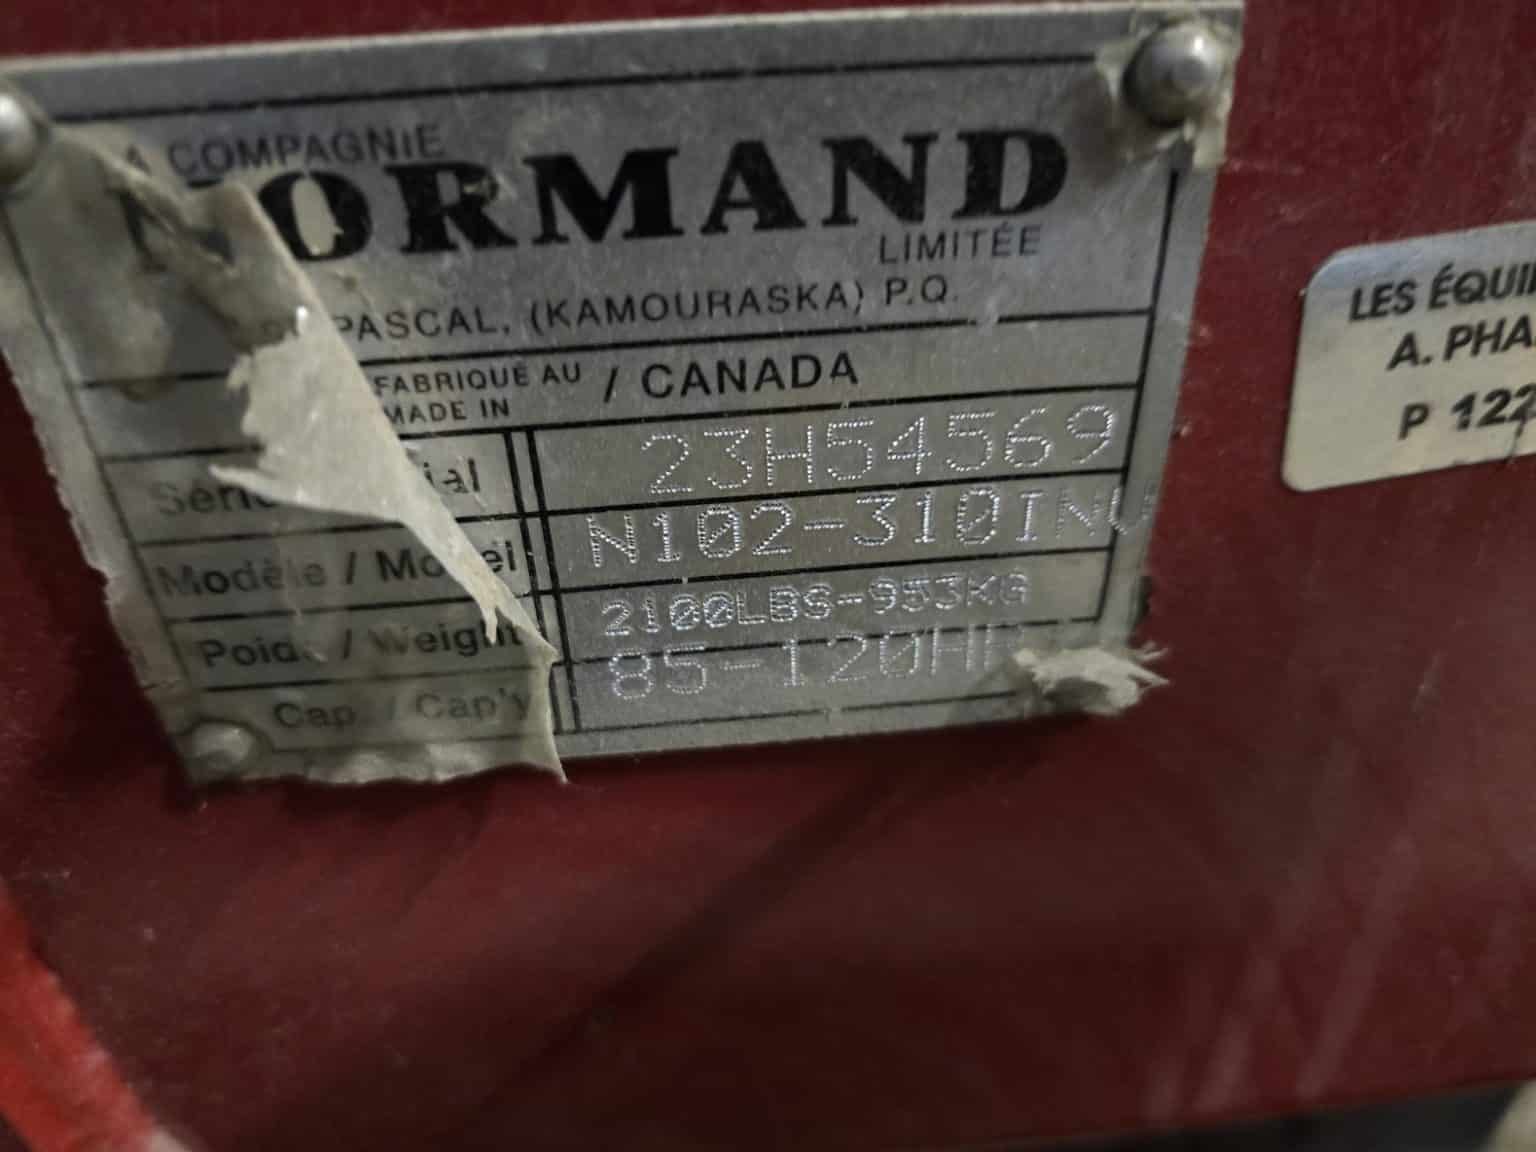 COMPAGNIE
NORMAND
LIMITÉE
PASCAL, (KAMOURASKA) P.Q.
FABRIQUÉ AU / CANADA
MADE IN
23H54569
Modèle / Model N102-310INV
Poids / Weight 2100LBS-953KG
Cap. / Cap'y 85-120HP
LES ÉQUI
A. PHA
P 122